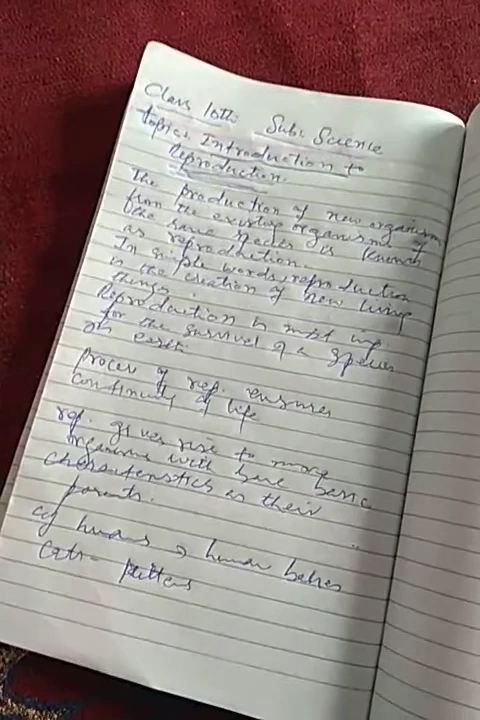 Class 10th: Sub: Science
topic: Introduction to
Reproduction.
The production of new organism
from the existing organisms of
the same species is known
as reproduction.
In simple words, reproduction
is the creation of new living
things.
Reproduction is most imp
for the survival of a species
on earth.
Process of rep. ensures
continuity of life
rep. gives rise to more
organisms with same basic
characteristics as their
parents.
eg humans → human babies
Cats → kittens